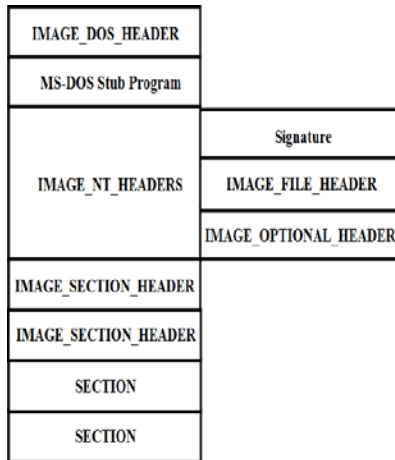 IMAGE_DOS_HEADER
MS-DOS Stub Program
IMAGE_NT_HEADERS
Signature
IMAGE_FILE_HEADER
IMAGE_OPTIONAL_HEADER
IMAGE_SECTION_HEADER
IMAGE_SECTION_HEADER
SECTION
SECTION